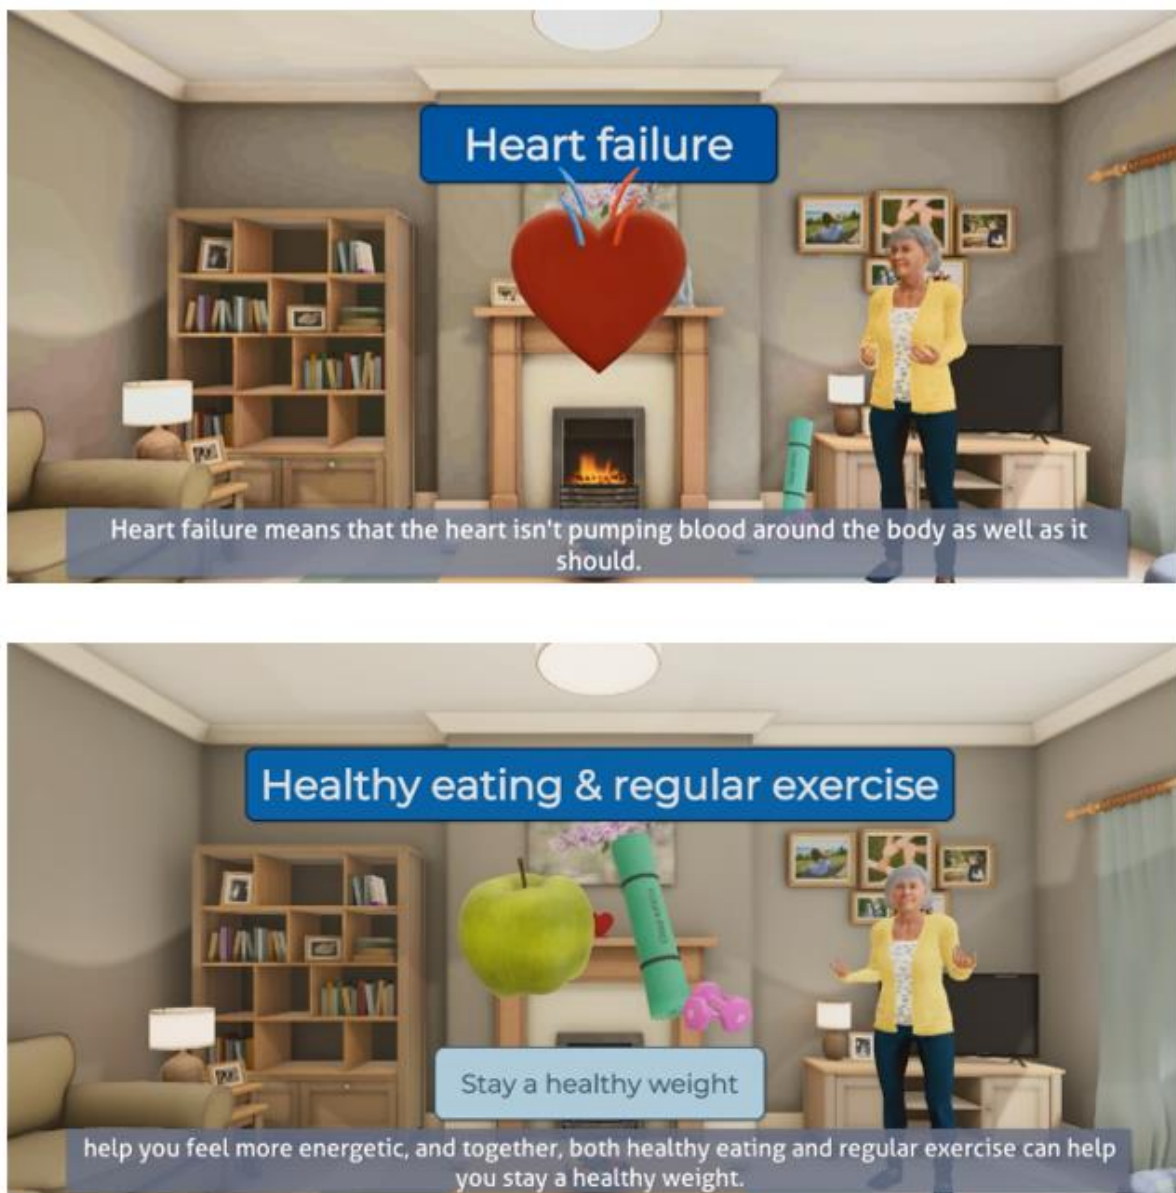 Heart failure
Heart failure means that the heart isn't pumping blood around the body as well as it
should.
Healthy eating & regular exercise
Stay a healthy weight
help you feel more energetic, and together, both healthy eating and regular exercise can help
you stay a healthy weight.